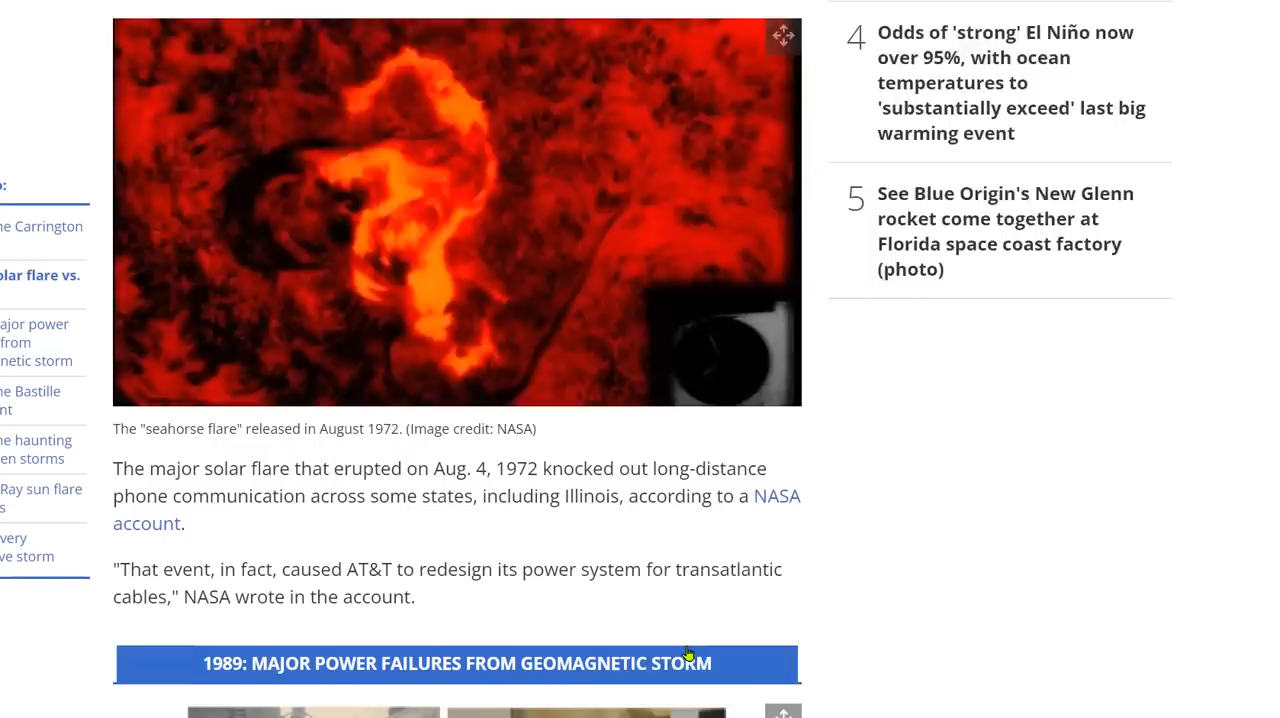 o:
ne Carrington
olar flare vs.
ajor power
from
netic storm
ne Bastille
nt
ne haunting
en storms
Ray sun flare
s
very
ve storm
The "seahorse flare" released in August 1972. (Image credit: NASA)
The major solar flare that erupted on Aug. 4, 1972 knocked out long-distance
phone communication across some states, including Illinois, according to a NASA
account.
"That event, in fact, caused AT&T to redesign its power system for transatlantic
cables," NASA wrote in the account.
1989: MAJOR POWER FAILURES FROM GEOMAGNETIC STORM
4
Odds of 'strong' El Niño now
over 95%, with ocean
temperatures to
'substantially exceed' last big
warming event
5
See Blue Origin's New Glenn
rocket come together at
Florida space coast factory
(photo)